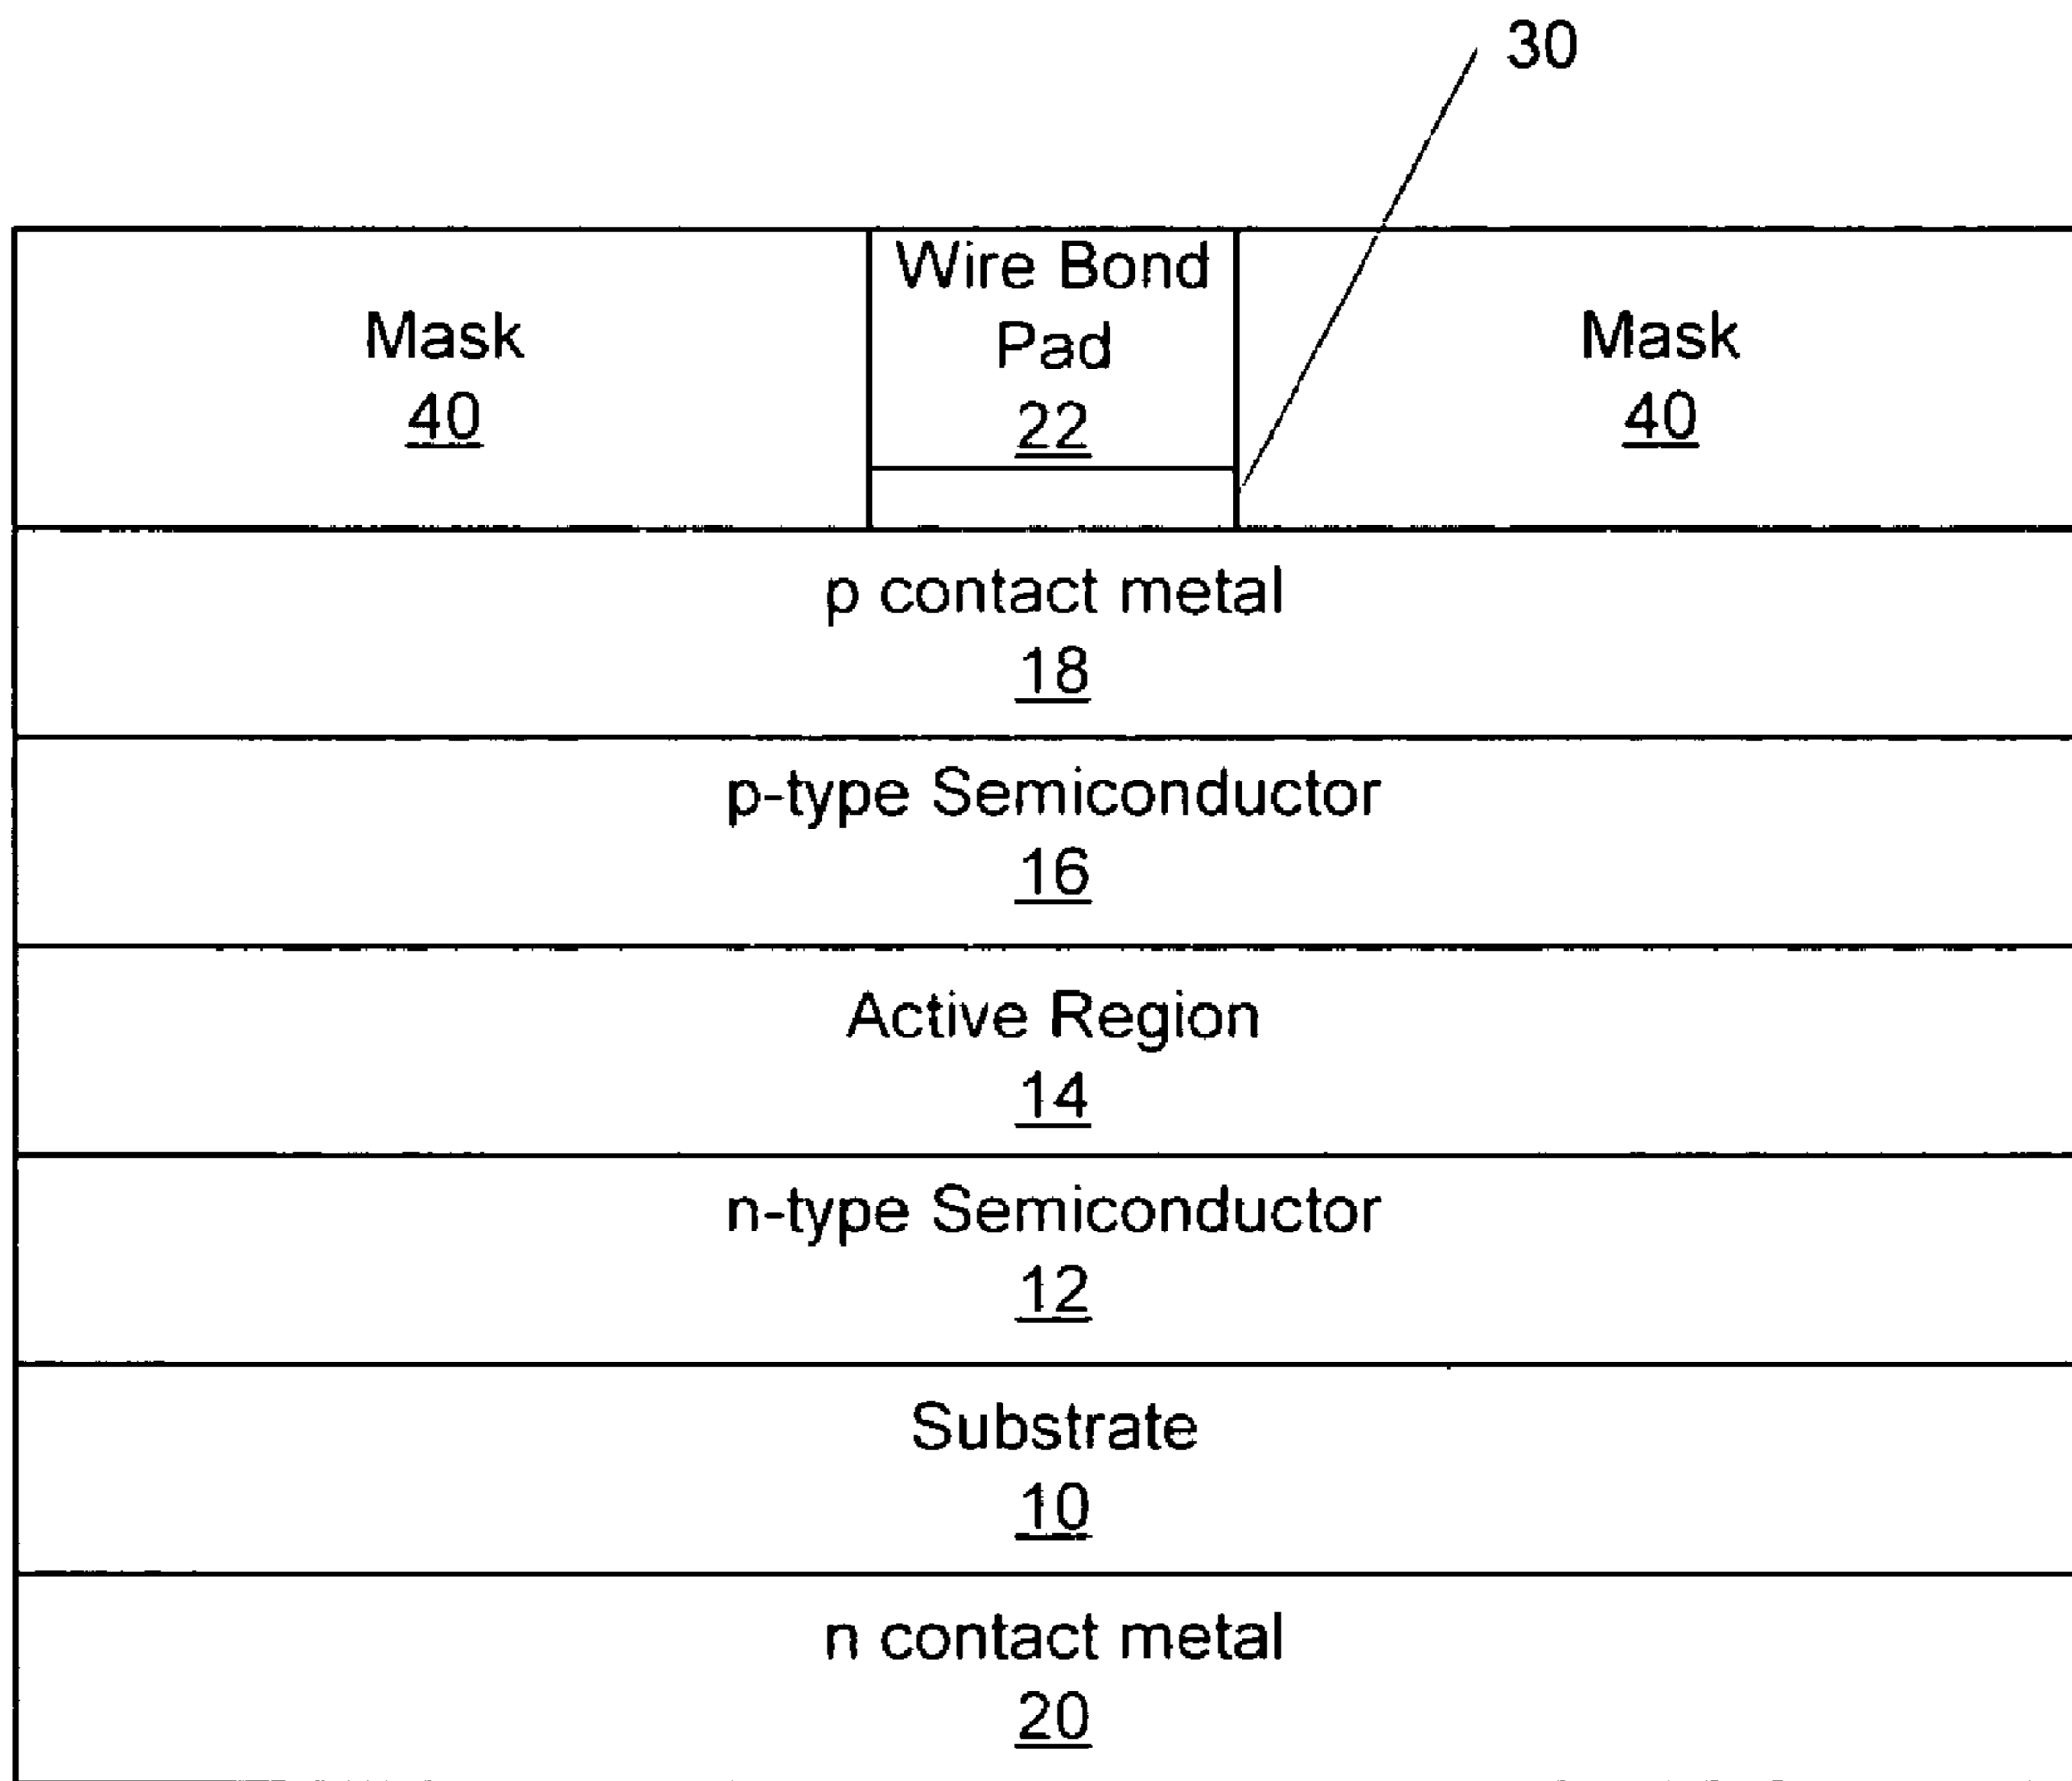 30
Mask
40
Wire Bond
Pad
22
Mask
40
p contact metal
18
p-type Semiconductor
16
Active Region
14
n-type Semiconductor
12
Substrate
10
n contact metal
20